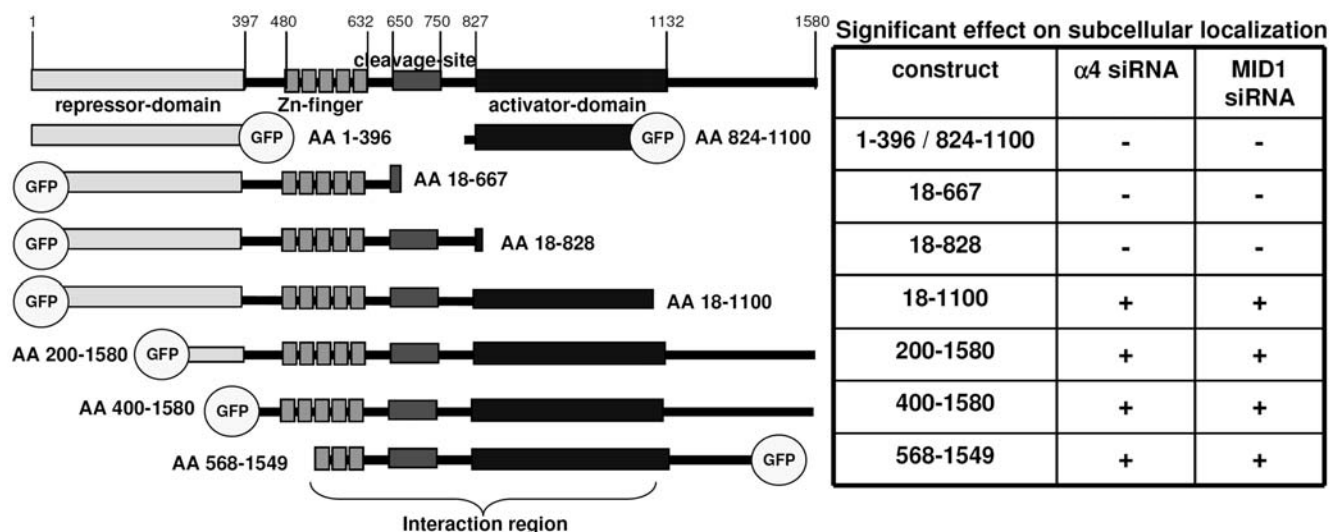 1 397 480 632 650 750 827 1132 1580
cleavage-site
repressor-domain Zn-finger activator-domain
GFP AA 1-396 GFP AA 824-1100
GFP AA 18-667
GFP AA 18-828
GFP AA 18-1100
AA 200-1580 GFP
AA 400-1580 GFP
AA 568-1549 GFP
Interaction region
Significant effect on subcellular localization
construct α4 siRNA MID1 siRNA
1-396 / 824-1100 - -
18-667 - -
18-828 - -
18-1100 + +
200-1580 + +
400-1580 + +
568-1549 + +